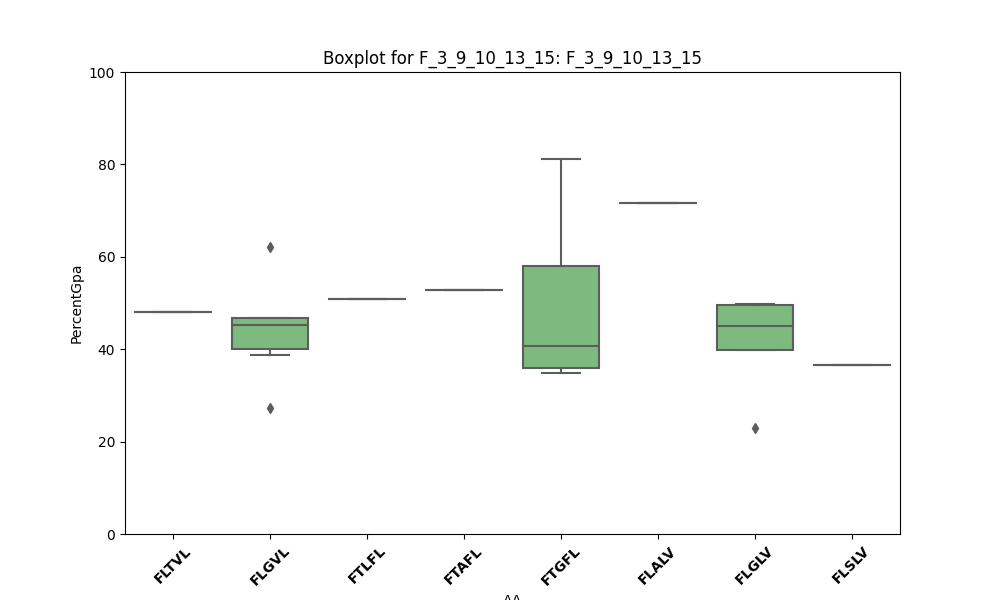 Boxplot for F_3_9_10_13_15: F_3_9_10_13_15
100
80
60
40
20
0
PercentGpa
FLTVL
FLGVL
FTLFL
FTAFL
FTGFL
FLALV
FLGLV
FLSLV
AA